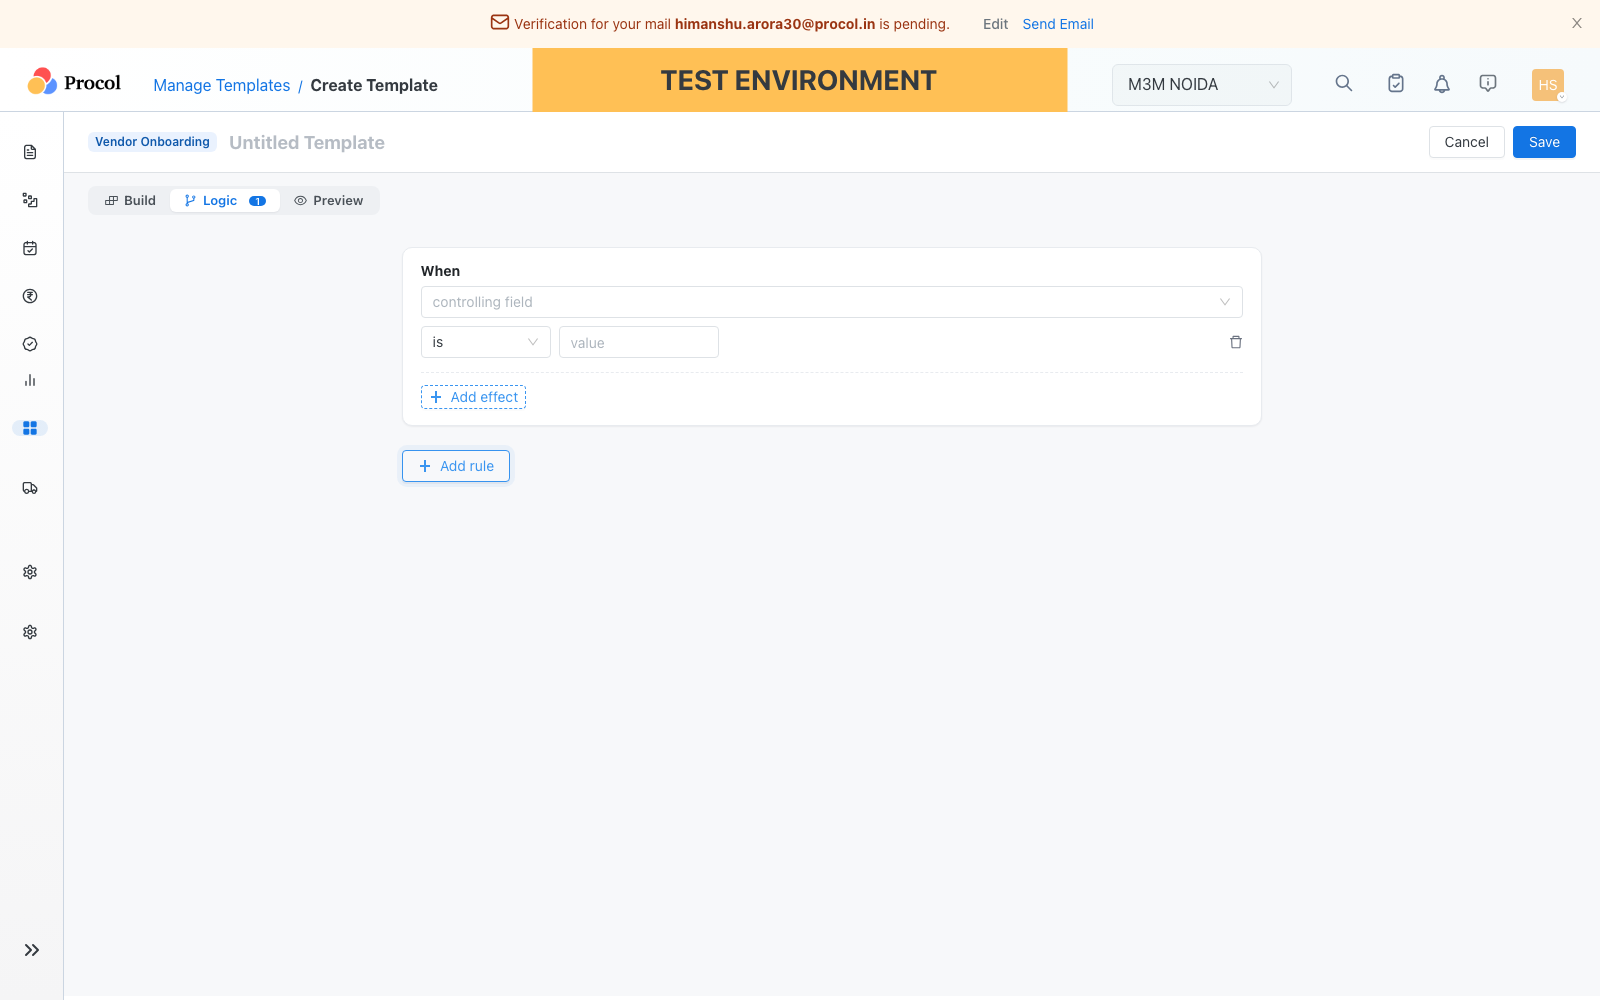 Verification for your mail himanshu.arora30@procol.in is pending. Edit Send Email
Procol
Manage Templates / Create Template
TEST ENVIRONMENT
M3M NOIDA
HS
Vendor Onboarding
Untitled Template
Cancel
Save
Build
Logic 1
Preview
When
controlling field
is
value
+ Add effect
+ Add rule